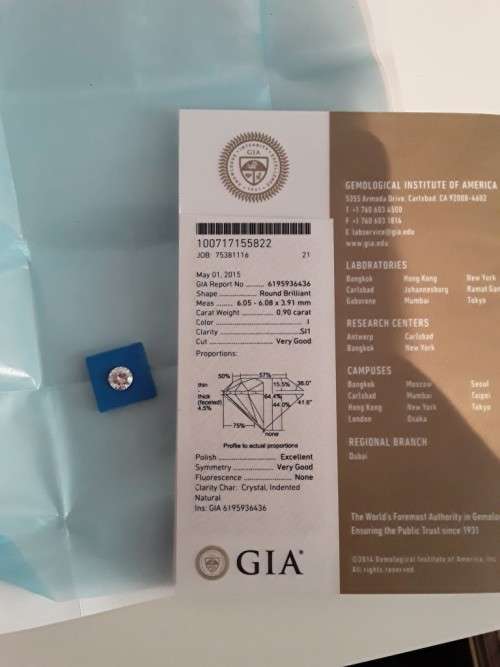 GIA
100717155822
JOB: 75381116 21
May 01, 2015
GIA Report No ......... 6195936436
Shape ......... Round Brilliant
Meas ..... 6.05 - 6.08 x 3.91 mm
Carat Weight ......... 0.90 carat
Color ......... I
Clarity ......... SI1
Cut ......... Very Good
Proportions:
50% 57%
thin 15.5% 36.0°
thick
(faceted)
4.5%
64.4%
44.0% 41.6°
75%
none
Profile to actual proportions
Polish ......... Excellent
Symmetry ......... Very Good
Fluorescence ......... None
Clarity Char: Crystal, Indented
Natural
Ins: GIA 6195936436
GIA®
GEMOLOGICAL INSTITUTE OF AMERICA
5355 Armada Drive, Carlsbad, CA 92008-4602
T +1 760 603 4500
F +1 760 603 1814
E labservice@gia.edu
www.gia.edu
LABORATORIES
Bangkok Hong Kong New York
Carlsbad Johannesburg Ramat Gan
Gaborone Mumbai Tokyo
RESEARCH CENTERS
Antwerp Carlsbad
Bangkok New York
CAMPUSES
Bangkok Moscow Seoul
Carlsbad Mumbai Taipei
Hong Kong New York Tokyo
London Osaka
REGIONAL BRANCH
Dubai
The World's Foremost Authority in
Ensuring the Public Trust since 1931
©2014 Gemological Institute of America, Inc.
All rights reserved.